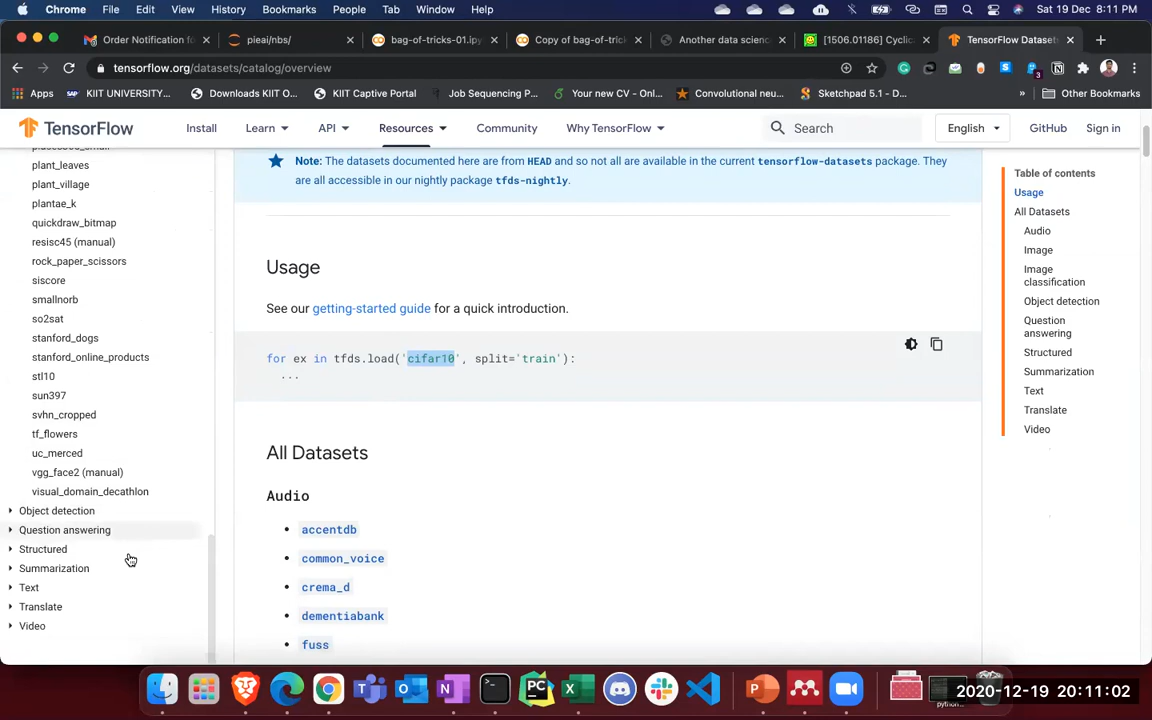 Chrome File Edit View History Bookmarks People Tab Window Help Sat 19 Dec 8:11 PM
Order Notification fo pieai/nbs/ bag-of-tricks-01.ipyn Copy of bag-of-trick Another data scienc [1506.01186] Cyclic TensorFlow Datasets
tensorflow.org/datasets/catalog/overview
3
Apps KIIT UNIVERSITY... Downloads KIIT O... KIIT Captive Portal Job Sequencing P... Your new CV - Onl... Convolutional neu... Sketchpad 5.1 - D... » Other Bookmarks
TensorFlow Install Learn API Resources Community Why TensorFlow Search English GitHub Sign in
plant_leaves
plant_village
plantae_k
quickdraw_bitmap
resisc45 (manual)
rock_paper_scissors
siscore
smallnorb
so2sat
stanford_dogs
stanford_online_products
stl10
sun397
svhn_cropped
tf_flowers
uc_merced
vgg_face2 (manual)
visual_domain_decathlon
Object detection
Question answering
Structured
Summarization
Text
Translate
Video
Note: The datasets documented here are from HEAD and so not all are available in the current tensorflow-datasets package. They
are all accessible in our nightly package tfds-nightly.
Usage
See our getting-started guide for a quick introduction.
for ex in tfds.load('cifar10', split='train'):
...
All Datasets
Audio
accentdb
common_voice
crema_d
dementiabank
fuss
Table of contents
Usage
All Datasets
Audio
Image
Image
classification
Object detection
Question
answering
Structured
Summarization
Text
Translate
Video
2020-12-19 20:11:02